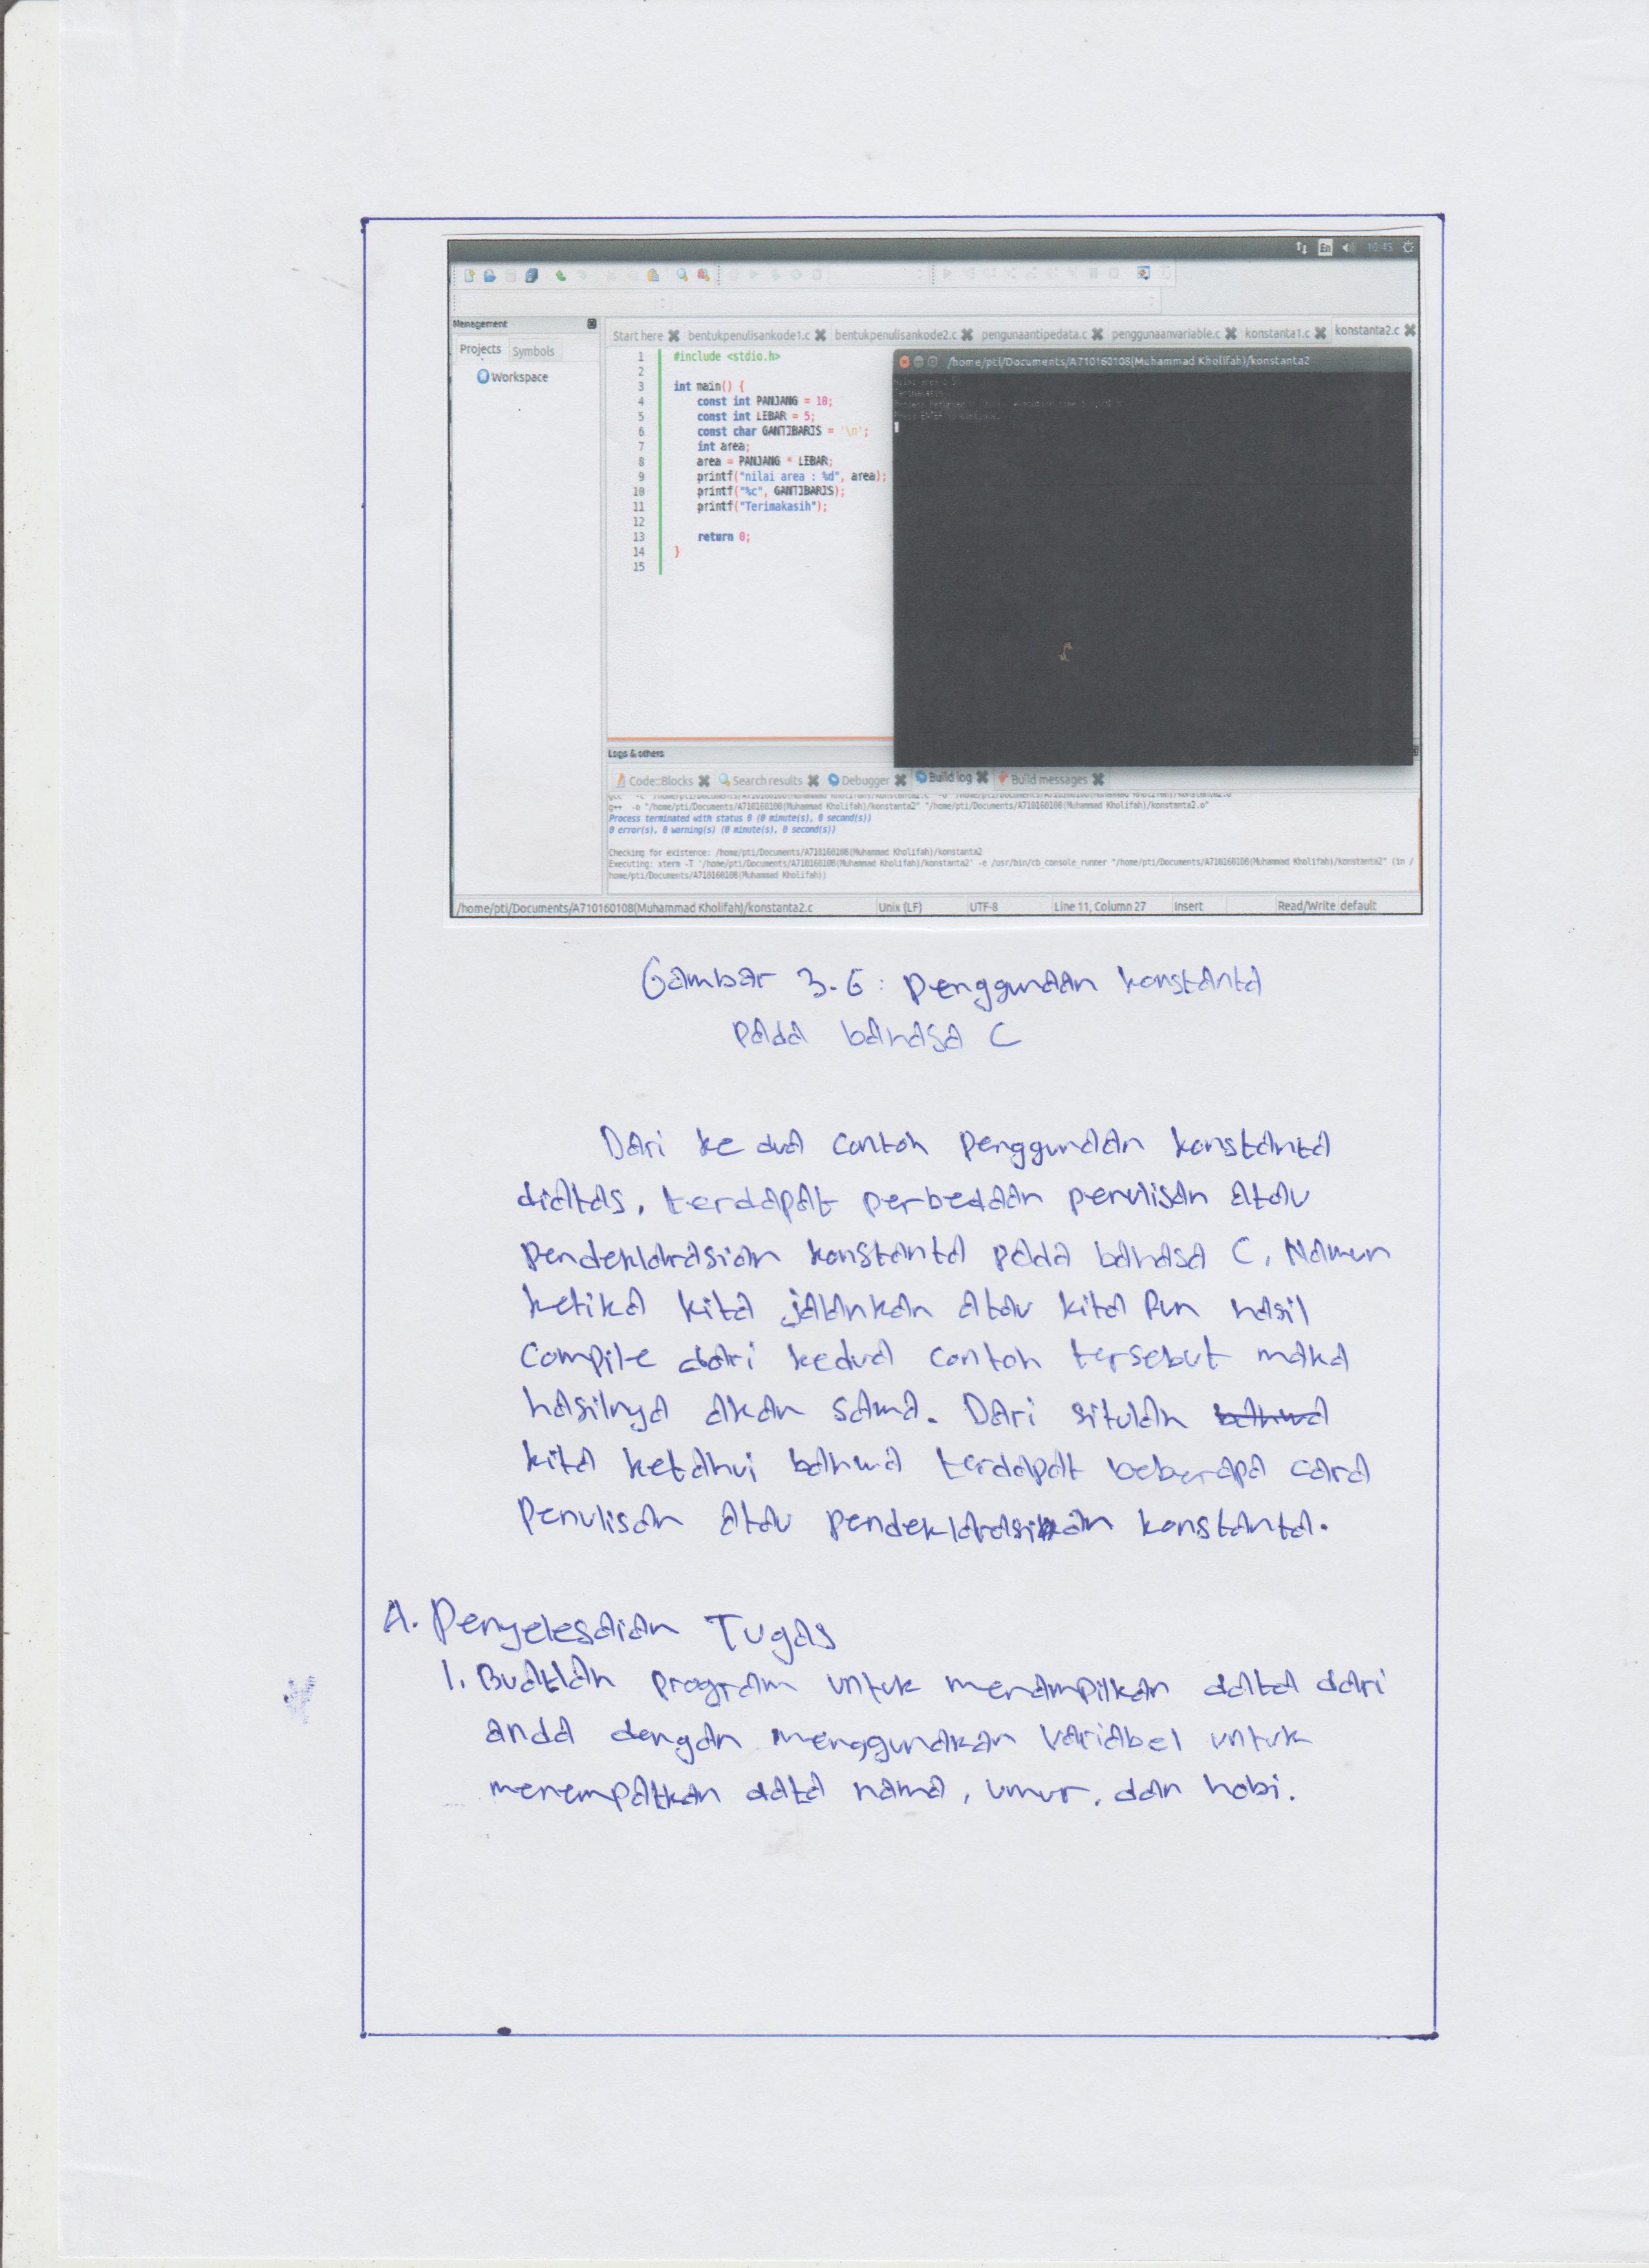 En 10:45
Management
Projects Symbols
Workspace
Start here bentukpenulisankode1.c bentukpenulisankode2.c pengunaantipedata.c penggunaanvariable.c konstanta1.c konstanta2.c
/home/pti/Documents/A710160108(Muhammad Kholifah)/konstanta2
1 #include <stdio.h>
2
3 int main() {
4 const int PANJANG = 10;
5 const int LEBAR = 5;
6 const char GANTIBARIS = '\n';
7 int area;
8 area = PANJANG * LEBAR;
9 printf("nilai area : %d", area);
10 printf("%c", GANTIBARIS);
11 printf("Terimakasih");
12
13 return 0;
14 }
15
Logs & others
Code::Blocks Search results Debugger Build log Build messages
g++ -o "/home/pti/Documents/A710160108(Muhammad Kholifah)/konstanta2" "/home/pti/Documents/A710160108(Muhammad Kholifah)/konstanta2.o"
Process terminated with status 0 (0 minute(s), 0 second(s))
0 error(s), 0 warning(s) (0 minute(s), 0 second(s))
Checking for existence: /home/pti/Documents/A710160108(Muhammad Kholifah)/konstanta2
Executing: xterm -T '/home/pti/Documents/A710160108(Muhammad Kholifah)/konstanta2' -e /usr/bin/cb_console_runner "/home/pti/Documents/A710160108(Muhammad Kholifah)/konstanta2" (in /
home/pti/Documents/A710160108(Muhammad Kholifah))
/home/pti/Documents/A710160108(Muhammad Kholifah)/konstanta2.c Unix (LF) UTF-8 Line 11, Column 27 Insert Read/Write default
Gambar 3.6 : Penggunaan konstanta
pada bahasa C
Dari ke dua contoh penggunaan konstanta
diatas, terdapat perbedaan penulisan atau
pendeklarasian konstanta pada bahasa C, Namun
ketika kita jalankan atau kita Run hasil
compile dari kedua contoh tersebut maka
hasilnya akan sama. Dari situlah bahwa
kita ketahui bahwa terdapat beberapa cara
Penulisan atau pendeklarasikan konstanta.
A. Penyelesaian Tugas
1. Buatlah program untuk menampilkan data dari
anda dengan menggunakan variabel untuk
menempatkan data nama, umur, dan hobi.